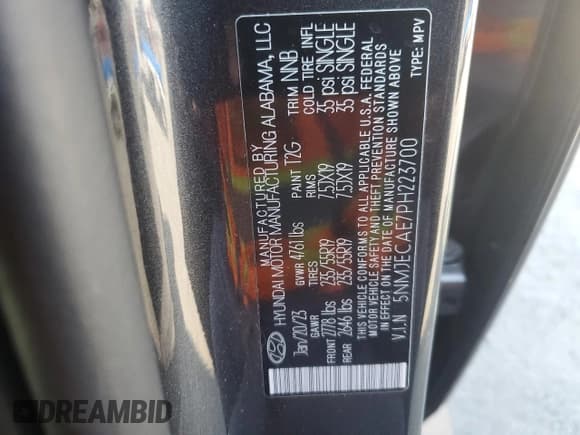 MANUFACTURED BY
HYUNDAI MOTOR MANUFACTURING ALABAMA, LLC
Jan/20/23 GVWR 4761 lbs PAINT T2G TRIM NNB
GAWR TIRES RIMS COLD TIRE INFL
FRONT 2778 lbs 235/55R19 7.5JX19 35 psi SINGLE
REAR 2646 lbs 235/55R19 7.5JX19 35 psi SINGLE
THIS VEHICLE CONFORMS TO ALL APPLICABLE U.S.A. FEDERAL
MOTOR VEHICLE SAFETY AND THEFT PREVENTION STANDARDS
IN EFFECT ON THE DATE OF MANUFACTURE SHOWN ABOVE
V.I.N 5NMJECAE7PH223700 TYPE: MPV
DREAMBID